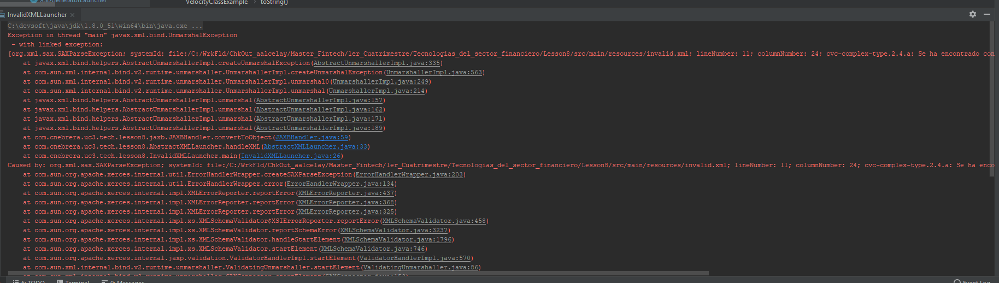 XSDGeneratorLauncher
VelocityClassExample › toString()
InvalidXMLLauncher ×
C:\devsoft\java\jdk\1.8.0_51\win64\bin\java.exe ...
Exception in thread "main" javax.xml.bind.UnmarshalException
- with linked exception:
[org.xml.sax.SAXParseException; systemId: file:/C:/WrkFld/ChkOut_aalcelay/Master_Fintech/1er_Cuatrimestre/Tecnologias_del_sector_financiero/Lesson8/src/main/resources/invalid.xml; lineNumber: 11; columnNumber: 24; cvc-complex-type.2.4.a: Se ha encontrado con
at javax.xml.bind.helpers.AbstractUnmarshallerImpl.createUnmarshalException(AbstractUnmarshallerImpl.java:335)
at com.sun.xml.internal.bind.v2.runtime.unmarshaller.UnmarshallerImpl.createUnmarshalException(UnmarshallerImpl.java:563)
at com.sun.xml.internal.bind.v2.runtime.unmarshaller.UnmarshallerImpl.unmarshal0(UnmarshallerImpl.java:249)
at com.sun.xml.internal.bind.v2.runtime.unmarshaller.UnmarshallerImpl.unmarshal(UnmarshallerImpl.java:214)
at javax.xml.bind.helpers.AbstractUnmarshallerImpl.unmarshal(AbstractUnmarshallerImpl.java:157)
at javax.xml.bind.helpers.AbstractUnmarshallerImpl.unmarshal(AbstractUnmarshallerImpl.java:162)
at javax.xml.bind.helpers.AbstractUnmarshallerImpl.unmarshal(AbstractUnmarshallerImpl.java:171)
at javax.xml.bind.helpers.AbstractUnmarshallerImpl.unmarshal(AbstractUnmarshallerImpl.java:189)
at com.cnebrera.uc3.tech.lesson8.jaxb.JAXBHandler.convertToObject(JAXBHandler.java:59)
at com.cnebrera.uc3.tech.lesson8.AbstractXMLLauncher.handleXML(AbstractXMLLauncher.java:33)
at com.cnebrera.uc3.tech.lesson8.InvalidXMLLauncher.main(InvalidXMLLauncher.java:26)
Caused by: org.xml.sax.SAXParseException; systemId: file:/C:/WrkFld/ChkOut_aalcelay/Master_Fintech/1er_Cuatrimestre/Tecnologias_del_sector_financiero/Lesson8/src/main/resources/invalid.xml; lineNumber: 11; columnNumber: 24; cvc-complex-type.2.4.a: Se ha enco
at com.sun.org.apache.xerces.internal.util.ErrorHandlerWrapper.createSAXParseException(ErrorHandlerWrapper.java:203)
at com.sun.org.apache.xerces.internal.util.ErrorHandlerWrapper.error(ErrorHandlerWrapper.java:134)
at com.sun.org.apache.xerces.internal.impl.XMLErrorReporter.reportError(XMLErrorReporter.java:437)
at com.sun.org.apache.xerces.internal.impl.XMLErrorReporter.reportError(XMLErrorReporter.java:368)
at com.sun.org.apache.xerces.internal.impl.XMLErrorReporter.reportError(XMLErrorReporter.java:325)
at com.sun.org.apache.xerces.internal.impl.xs.XMLSchemaValidator$XSIErrorReporter.reportError(XMLSchemaValidator.java:458)
at com.sun.org.apache.xerces.internal.impl.xs.XMLSchemaValidator.reportSchemaError(XMLSchemaValidator.java:3237)
at com.sun.org.apache.xerces.internal.impl.xs.XMLSchemaValidator.handleStartElement(XMLSchemaValidator.java:1796)
at com.sun.org.apache.xerces.internal.impl.xs.XMLSchemaValidator.startElement(XMLSchemaValidator.java:746)
at com.sun.org.apache.xerces.internal.jaxp.validation.ValidatorHandlerImpl.startElement(ValidatorHandlerImpl.java:570)
at com.sun.xml.internal.bind.v2.runtime.unmarshaller.ValidatingUnmarshaller.startElement(ValidatingUnmarshaller.java:86)
6: TODO Terminal 0: Messages Event Log